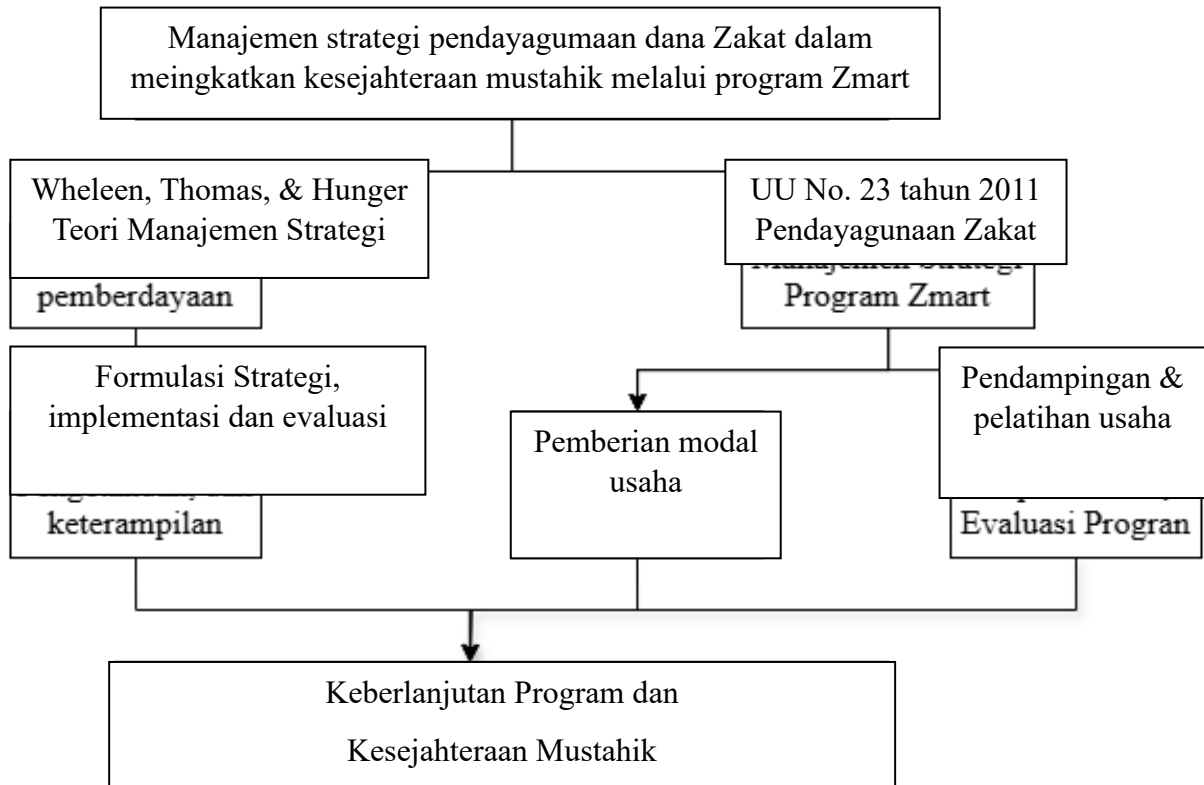 Manajemen strategi pendayagumaan dana Zakat dalam
meingkatkan kesejahteraan mustahik melalui program Zmart
Wheleen, Thomas, & Hunger
Teori Manajemen Strategi
UU No. 23 tahun 2011
Pendayagunaan Zakat
pemberdayaan
Manajemen Strategi
Program Zmart
Formulasi Strategi,
implementasi dan evaluasi
Pemberian modal
usaha
Pendampingan &
pelatihan usaha
keterampilan
Evaluasi Progran
Keberlanjutan Program dan
Kesejahteraan Mustahik